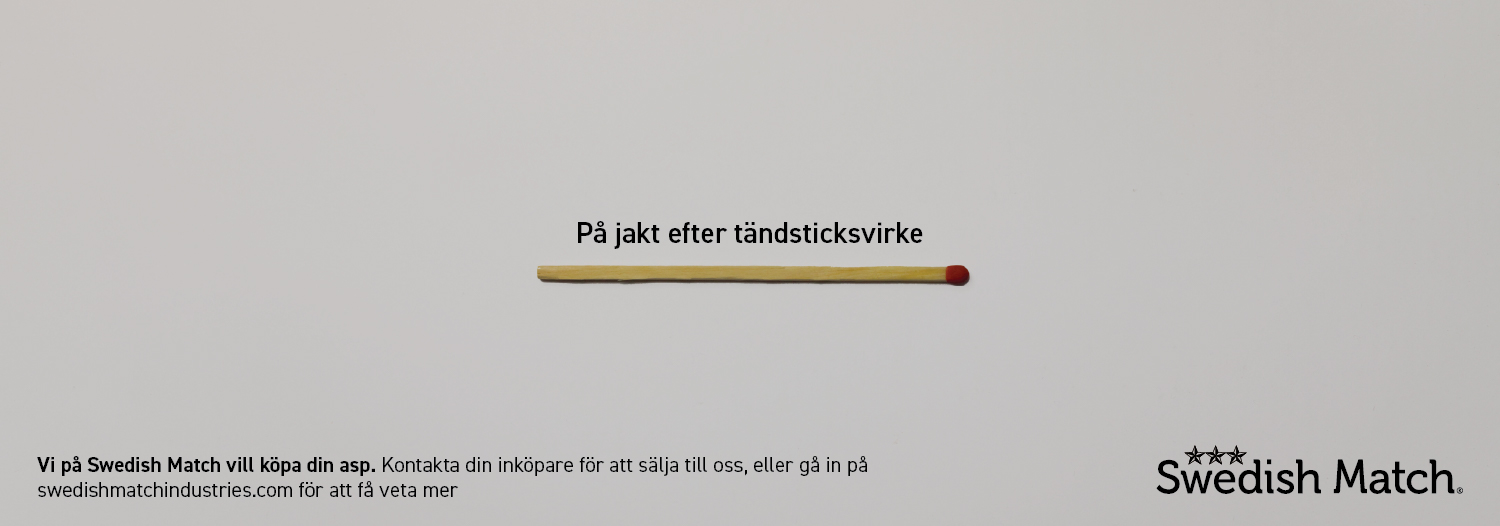 På jakt efter tändsticksvirke
Vi på Swedish Match vill köpa din asp. Kontakta din inköpare för att sälja till oss, eller gå in på
swedishmatchindustries.com för att få veta mer
Swedish Match®